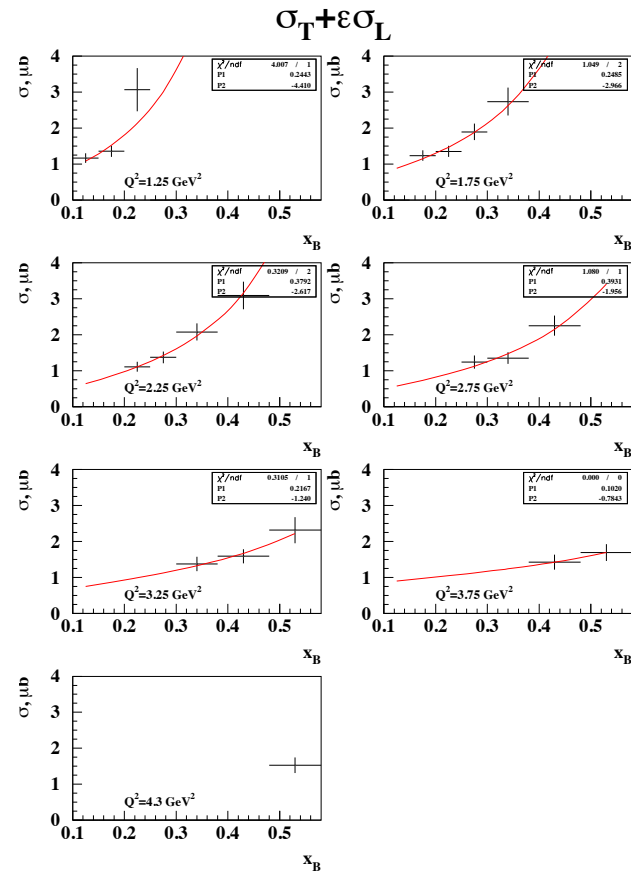 σ_T+εσ_L
σ, μb
4
3
2
1
0
χ²/ndf 4.007 / 1
P1 0.2443
P2 -4.410
Q²=1.25 GeV²
0.1 0.2 0.3 0.4 0.5
x_B
σ, μb
4
3
2
1
0
χ²/ndf 1.049 / 2
P1 0.2485
P2 -2.966
Q²=1.75 GeV²
0.1 0.2 0.3 0.4 0.5
x_B
σ, μb
4
3
2
1
0
χ²/ndf 0.3209 / 2
P1 0.3792
P2 -2.617
Q²=2.25 GeV²
0.1 0.2 0.3 0.4 0.5
x_B
σ, μb
4
3
2
1
0
χ²/ndf 1.080 / 1
P1 0.3931
P2 -1.956
Q²=2.75 GeV²
0.1 0.2 0.3 0.4 0.5
x_B
σ, μb
4
3
2
1
0
χ²/ndf 0.3105 / 1
P1 0.2167
P2 -1.240
Q²=3.25 GeV²
0.1 0.2 0.3 0.4 0.5
x_B
σ, μb
4
3
2
1
0
χ²/ndf 0.000 / 0
P1 0.1020
P2 -0.7843
Q²=3.75 GeV²
0.1 0.2 0.3 0.4 0.5
x_B
σ, μb
4
3
2
1
0
Q²=4.3 GeV²
0.1 0.2 0.3 0.4 0.5
x_B